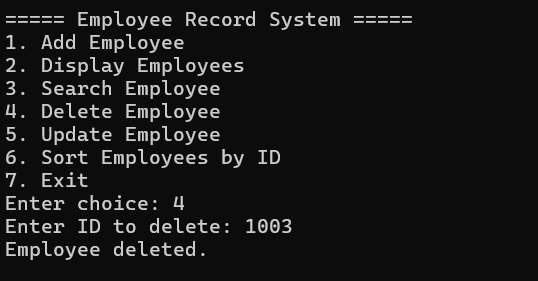 ===== Employee Record System =====
1. Add Employee
2. Display Employees
3. Search Employee
4. Delete Employee
5. Update Employee
6. Sort Employees by ID
7. Exit
Enter choice: 4
Enter ID to delete: 1003
Employee deleted.